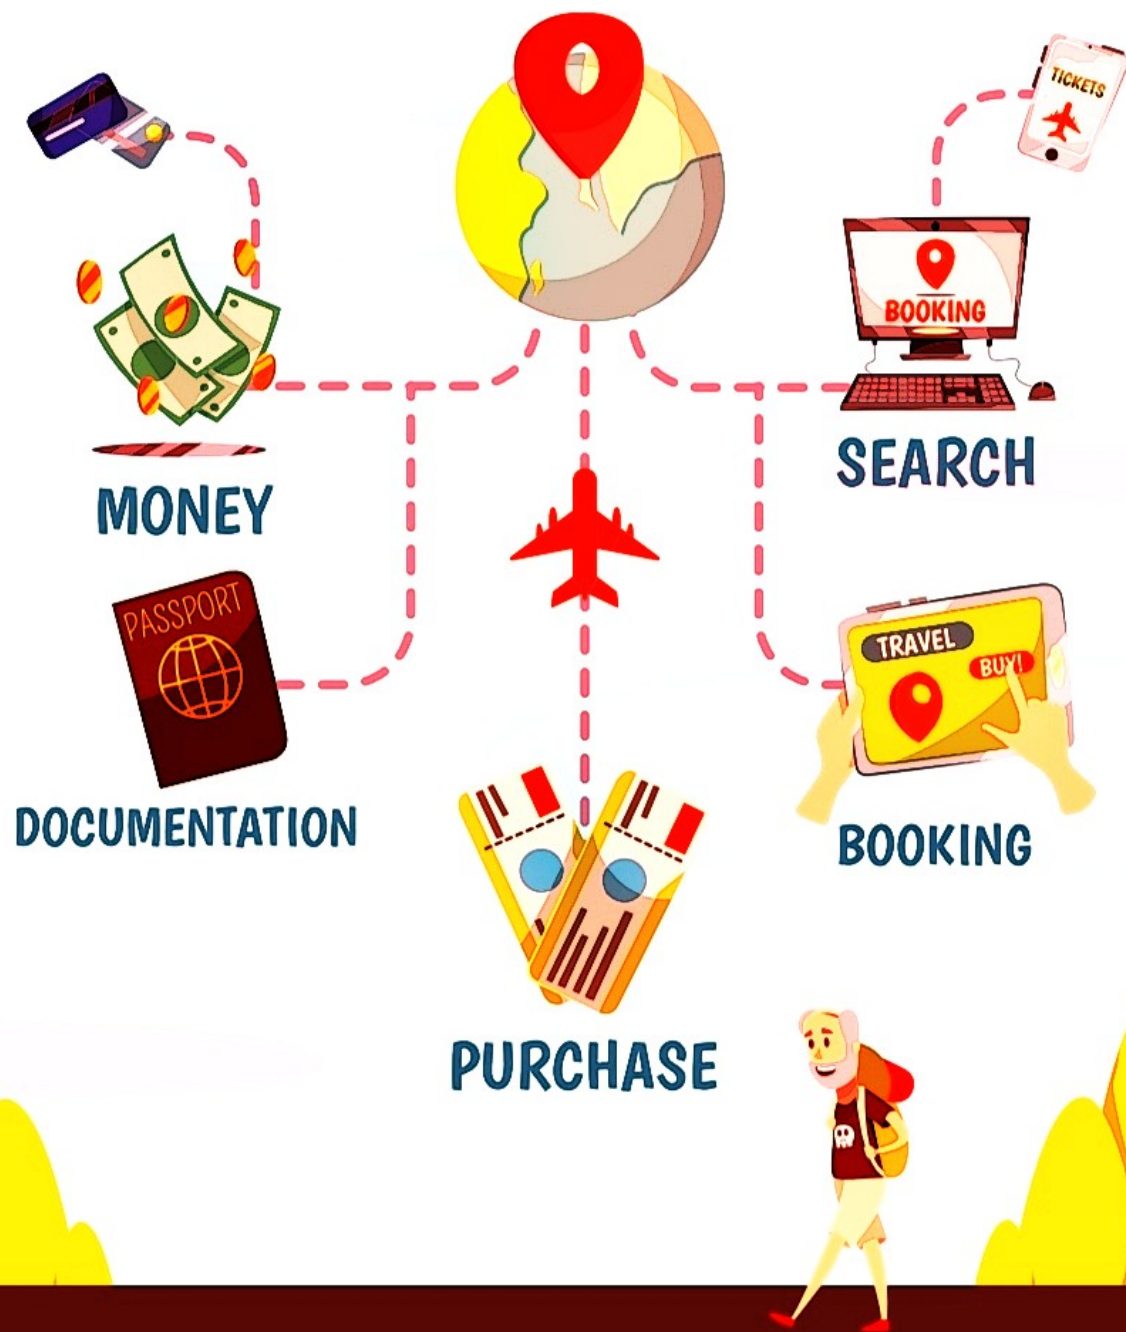 TICKETS
BOOKING
SEARCH
MONEY
PASSPORT
TRAVEL
BUY!
DOCUMENTATION
BOOKING
PURCHASE